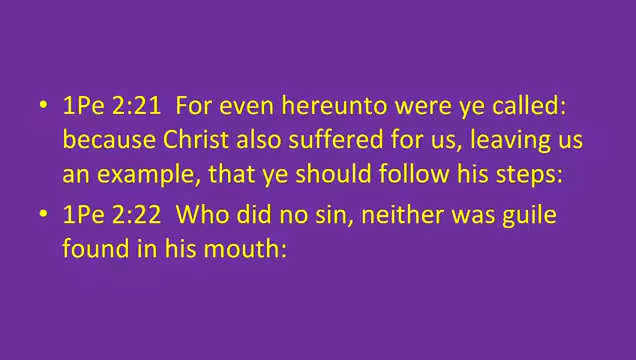 • 1Pe 2:21  For even hereunto were ye called:
because Christ also suffered for us, leaving us
an example, that ye should follow his steps:
• 1Pe 2:22  Who did no sin, neither was guile
found in his mouth: